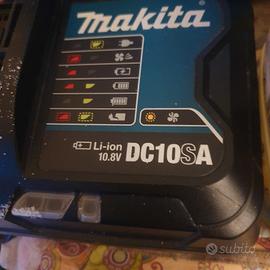 makita
Li-ion
10.8V DC10SA
subito